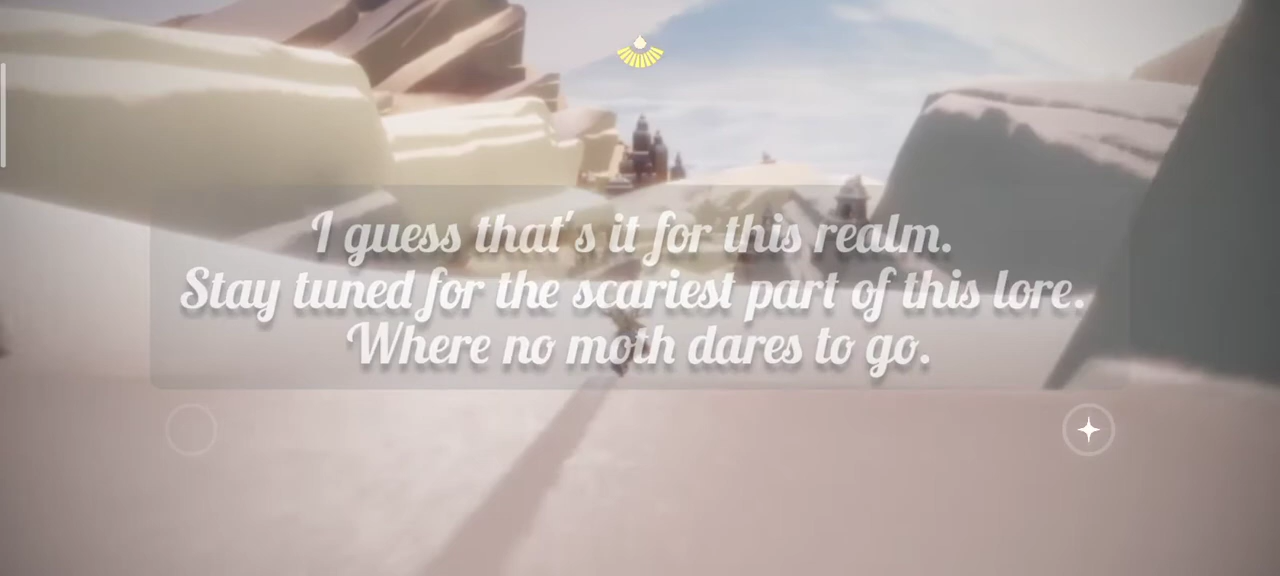 I guess that's it for this realm.
Stay tuned for the scariest part of this lore.
Where no moth dares to go.